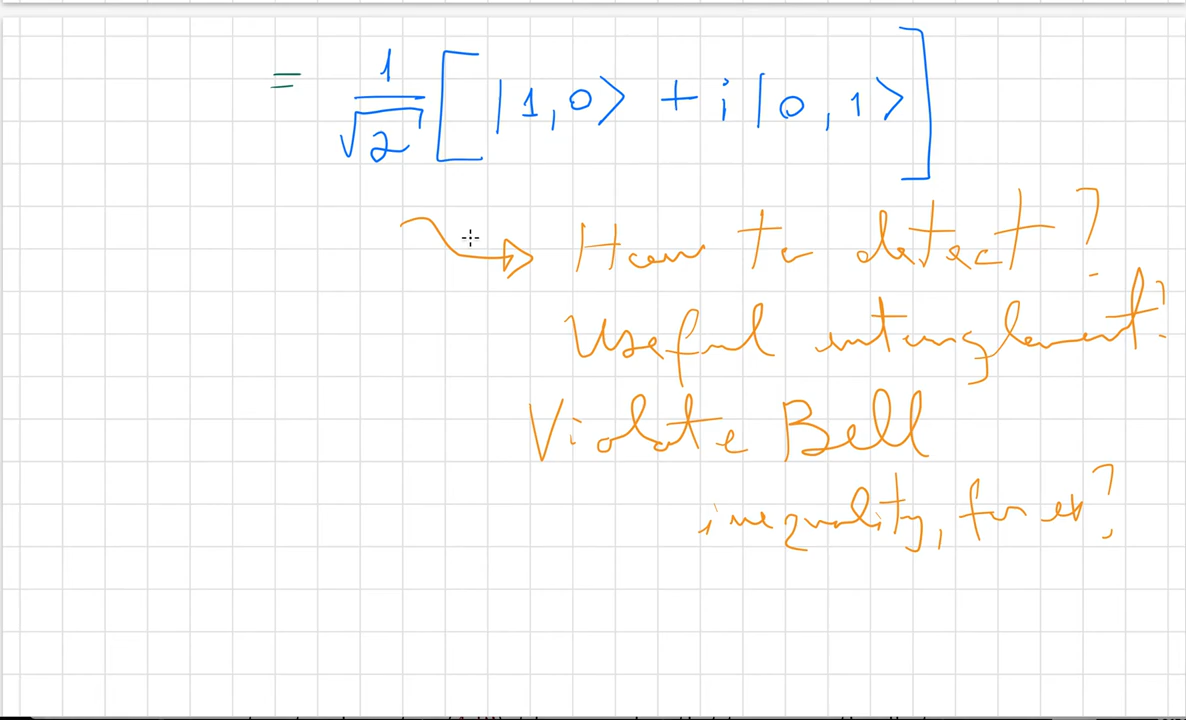 = 1/√2 [ |1,0⟩ + i |0,1⟩ ]
How to detect?
Useful entanglement?
Violate Bell
inequality, for ex?